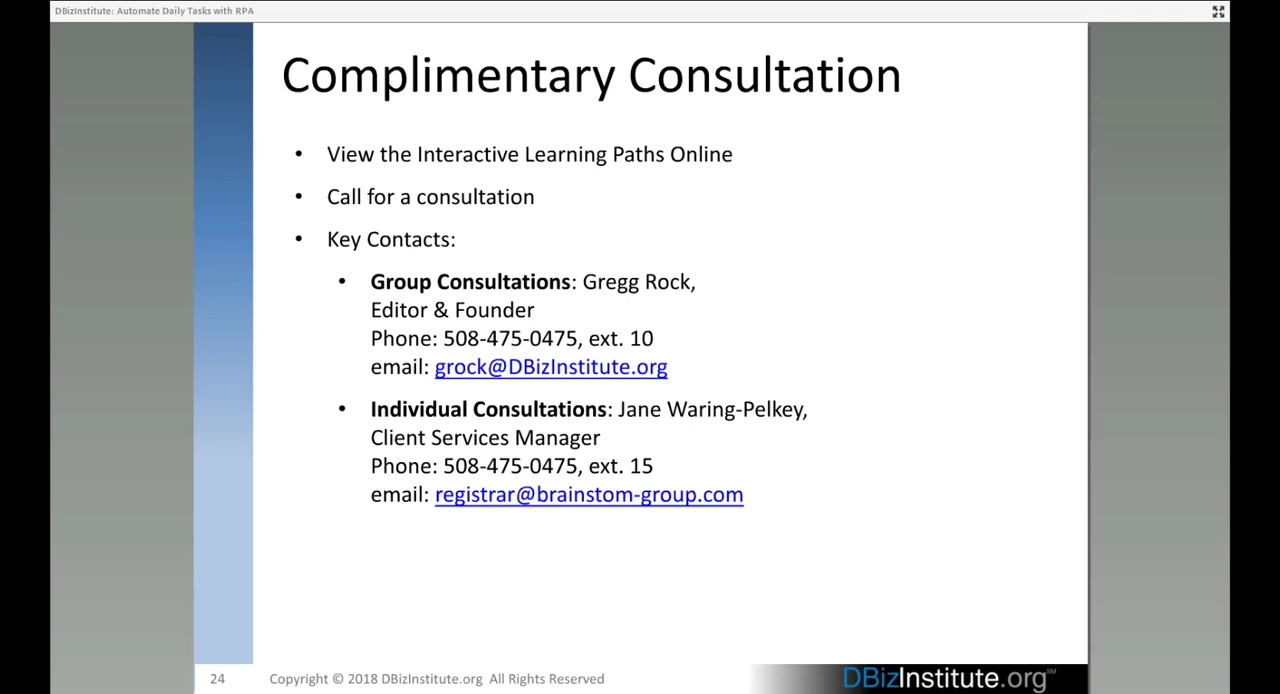 DBizInstitute: Automate Daily Tasks with RPA
Complimentary Consultation
• View the Interactive Learning Paths Online
• Call for a consultation
• Key Contacts:
• Group Consultations: Gregg Rock,
Editor & Founder
Phone: 508-475-0475, ext. 10
email: grock@DBizInstitute.org
• Individual Consultations: Jane Waring-Pelkey,
Client Services Manager
Phone: 508-475-0475, ext. 15
email: registrar@brainstom-group.com
24 Copyright © 2018 DBizInstitute.org All Rights Reserved
DBizInstitute.org℠